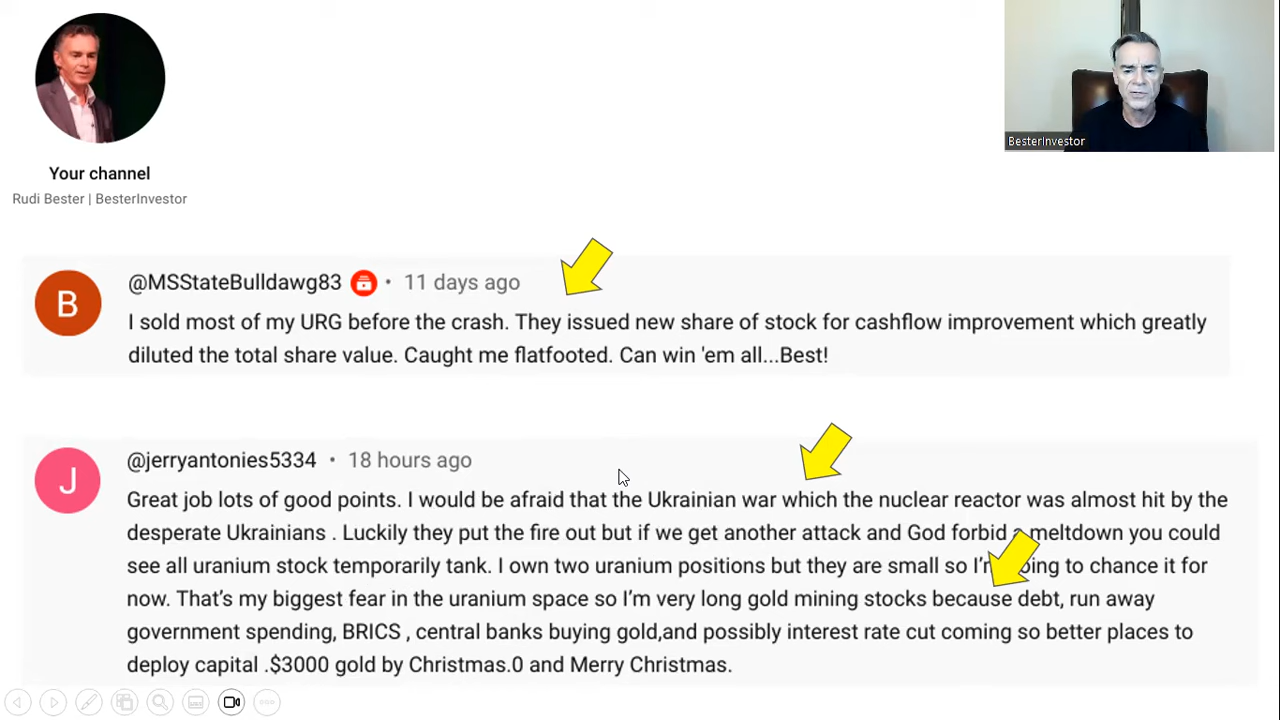 BesterInvestor
Your channel
Rudi Bester | BesterInvestor
B
@MSStateBulldawg83 • 11 days ago
I sold most of my URG before the crash. They issued new share of stock for cashflow improvement which greatly
diluted the total share value. Caught me flatfooted. Can win 'em all...Best!
J
@jerryantonies5334 • 18 hours ago
Great job lots of good points. I would be afraid that the Ukrainian war which the nuclear reactor was almost hit by the
desperate Ukrainians . Luckily they put the fire out but if we get another attack and God forbid a meltdown you could
see all uranium stock temporarily tank. I own two uranium positions but they are small so to chance it for
now. That's my biggest fear in the uranium space so I'm very long gold mining stocks because debt, run away
government spending, BRICS , central banks buying gold,and possibly interest rate cut coming so better places to
deploy capital .$3000 gold by Christmas.0 and Merry Christmas.